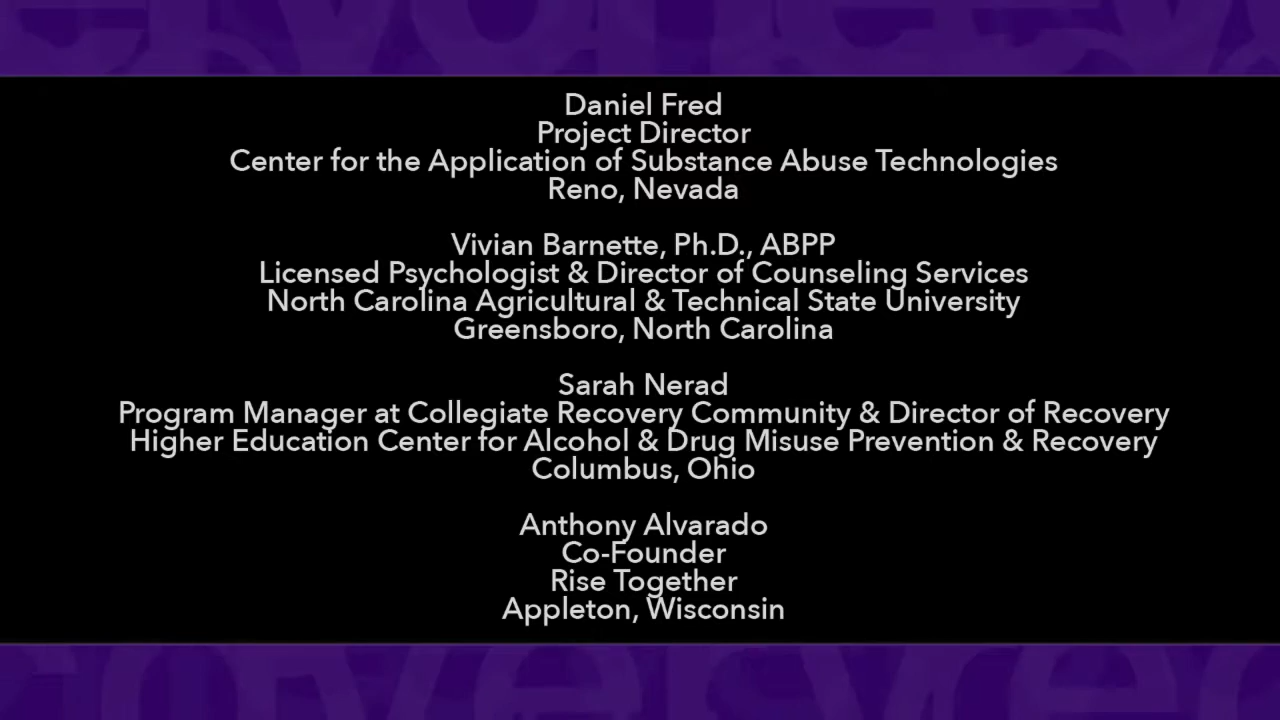 Daniel Fred
Project Director
Center for the Application of Substance Abuse Technologies
Reno, Nevada
Vivian Barnette, Ph.D., ABPP
Licensed Psychologist & Director of Counseling Services
North Carolina Agricultural & Technical State University
Greensboro, North Carolina
Sarah Nerad
Program Manager at Collegiate Recovery Community & Director of Recovery
Higher Education Center for Alcohol & Drug Misuse Prevention & Recovery
Columbus, Ohio
Anthony Alvarado
Co-Founder
Rise Together
Appleton, Wisconsin